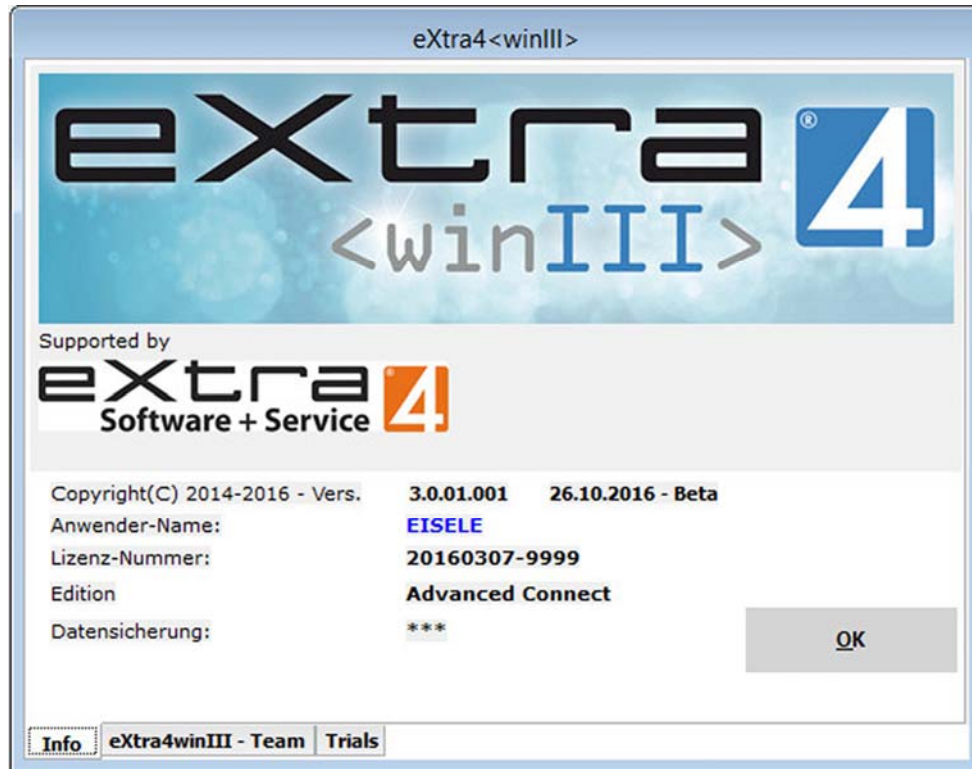 eXtra4<winIII>
eXtra 4 ®
<winIII>
Supported by
eXtra 4 ®
Software + Service
Copyright(C) 2014-2016 - Vers. 3.0.01.001 26.10.2016 - Beta
Anwender-Name: EISELE
Lizenz-Nummer: 20160307-9999
Edition Advanced Connect
Datensicherung: ***
OK
Info eXtra4winIII - Team Trials